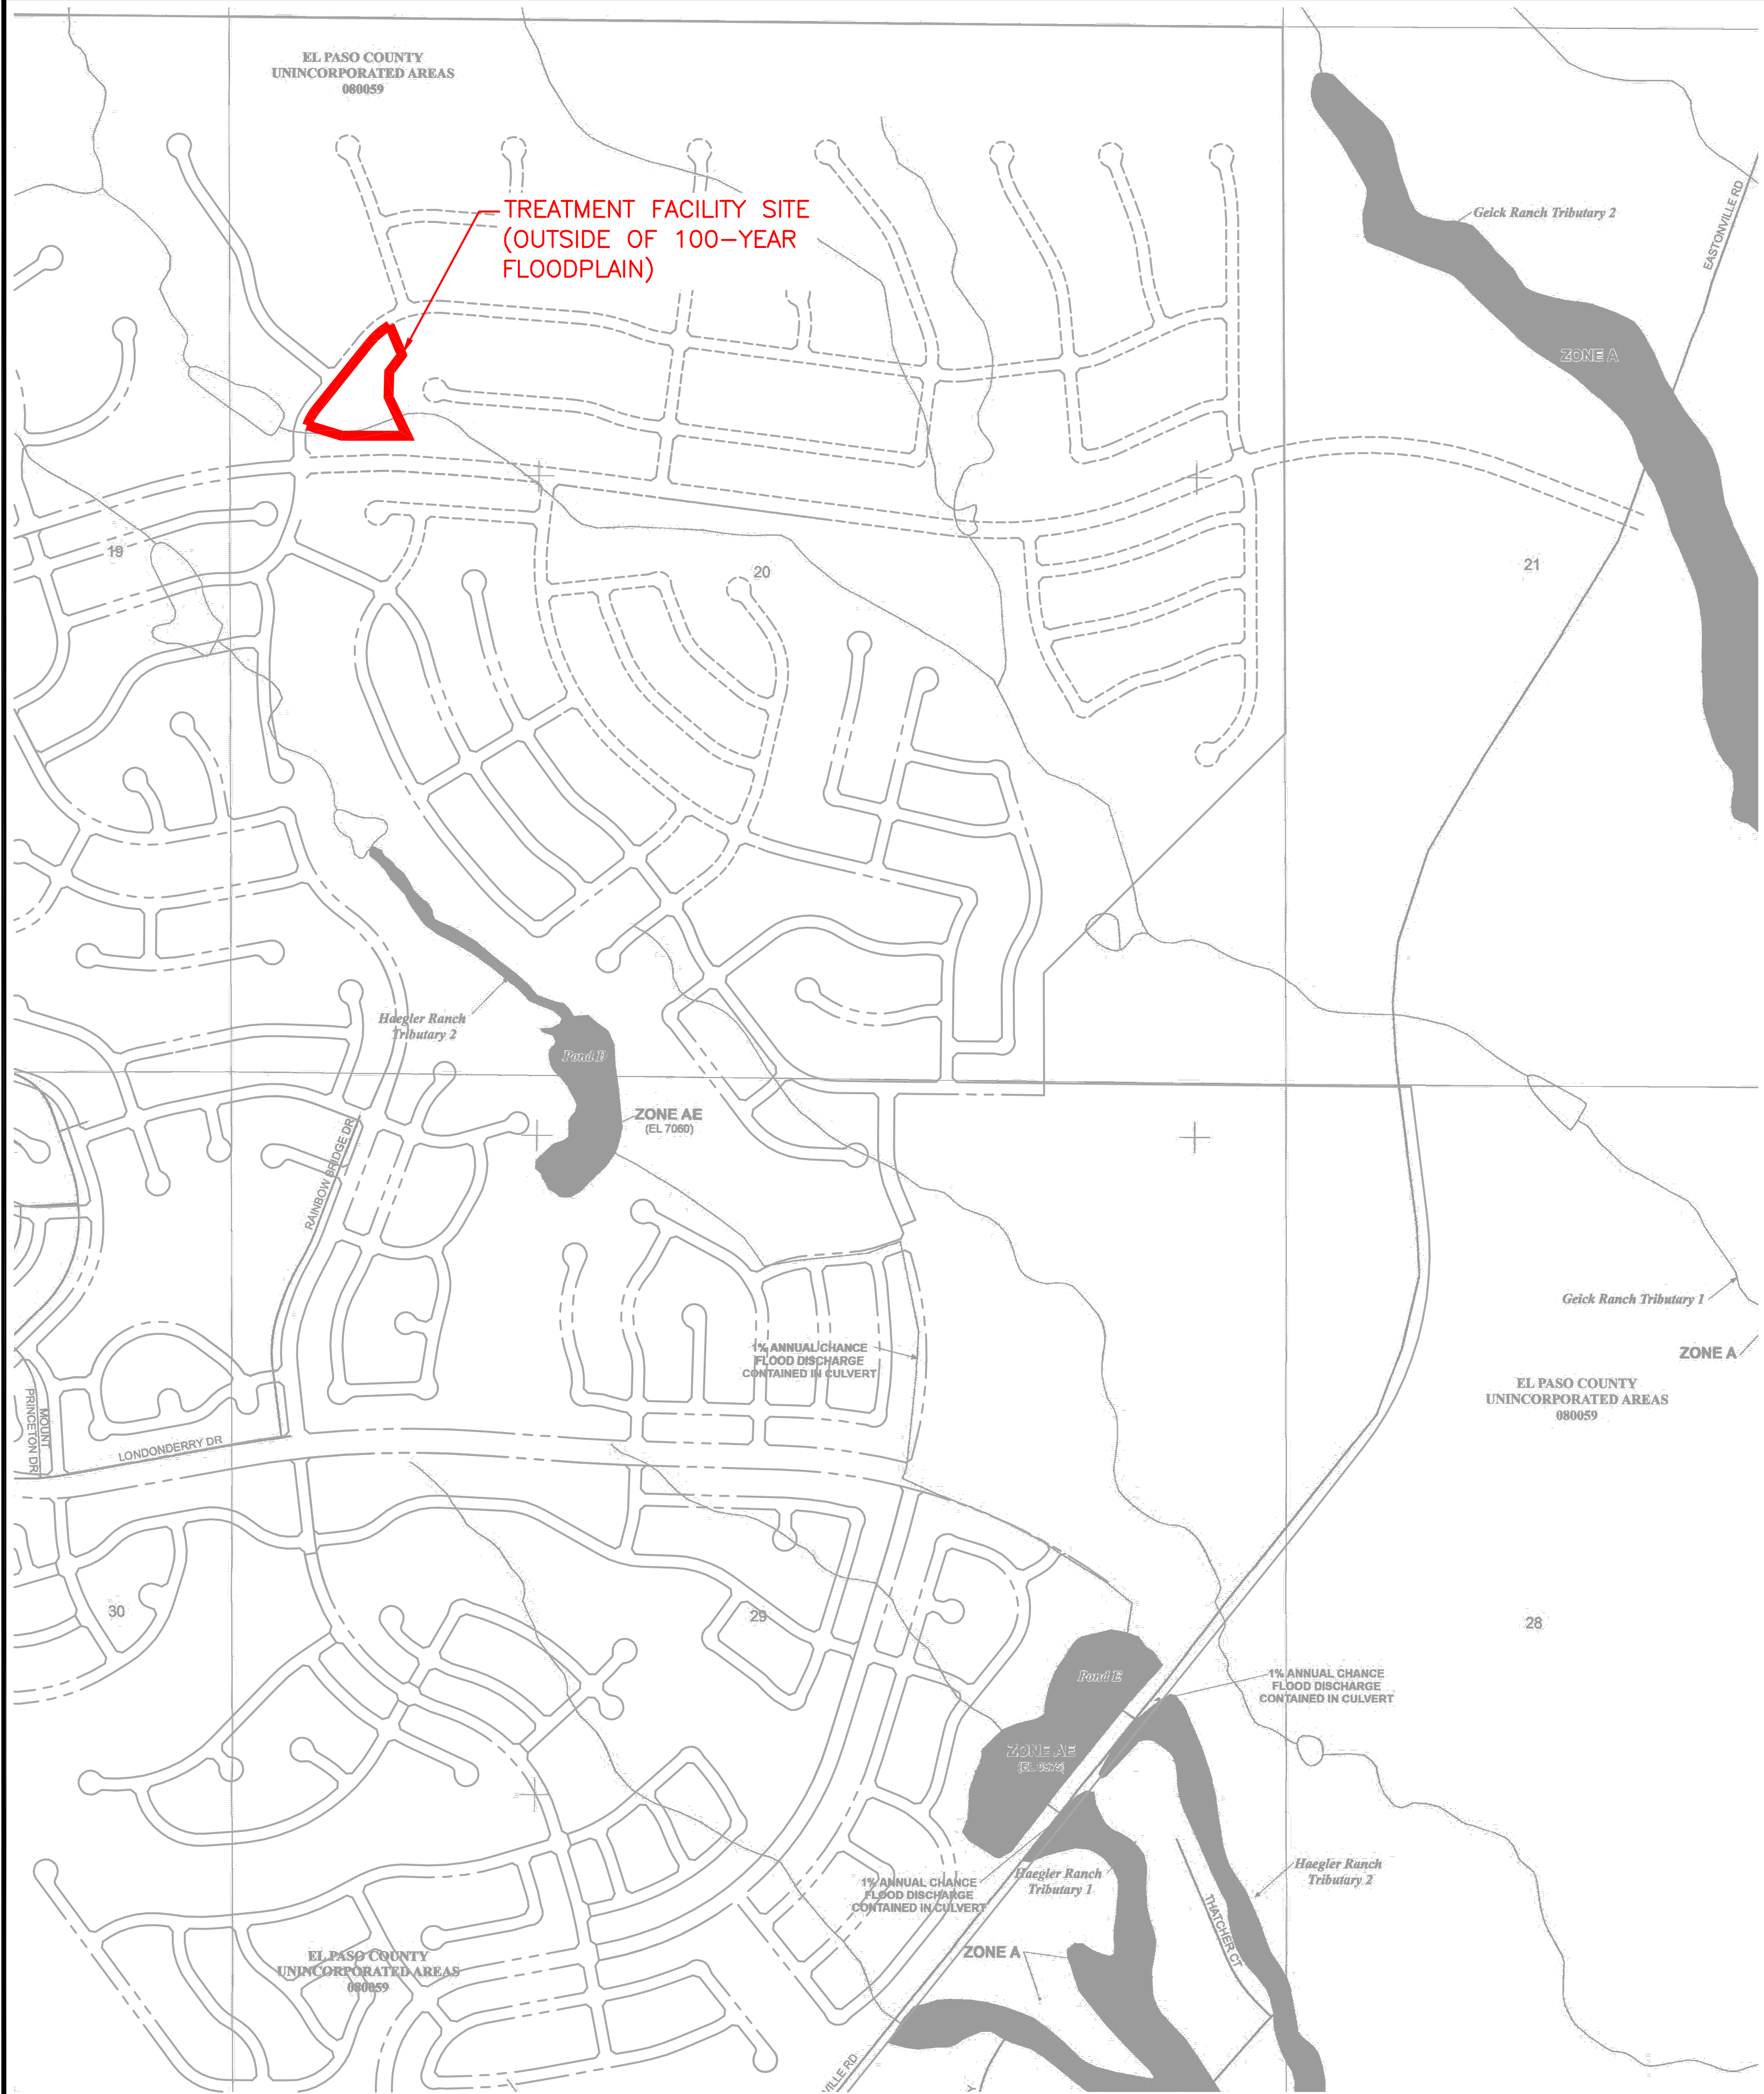 EL PASO COUNTY
UNINCORPORATED AREAS
080059
TREATMENT FACILITY SITE
(OUTSIDE OF 100-YEAR
FLOODPLAIN)
Geick Ranch Tributary 2
EASTONVILLE RD
ZONE A
19
20
21
Haegler Ranch
Tributary 2
Pond D
ZONE AE
(EL 7060)
RAINBOW BRIDGE DR
Geick Ranch Tributary 1
ZONE A
1% ANNUAL CHANCE
FLOOD DISCHARGE
CONTAINED IN CULVERT
EL PASO COUNTY
UNINCORPORATED AREAS
080059
MOUNT
PRINCETON DR
LONDONDERRY DR
30
29
28
Pond E
1% ANNUAL CHANCE
FLOOD DISCHARGE
CONTAINED IN CULVERT
ZONE AE
(EL
Haegler Ranch
Tributary 1
Haegler Ranch
Tributary 2
1% ANNUAL CHANCE
FLOOD DISCHARGE
CONTAINED IN CULVERT
THATCHER CT
ZONE A
EL PASO COUNTY
UNINCORPORATED AREAS
080059
VILLE RD
Y